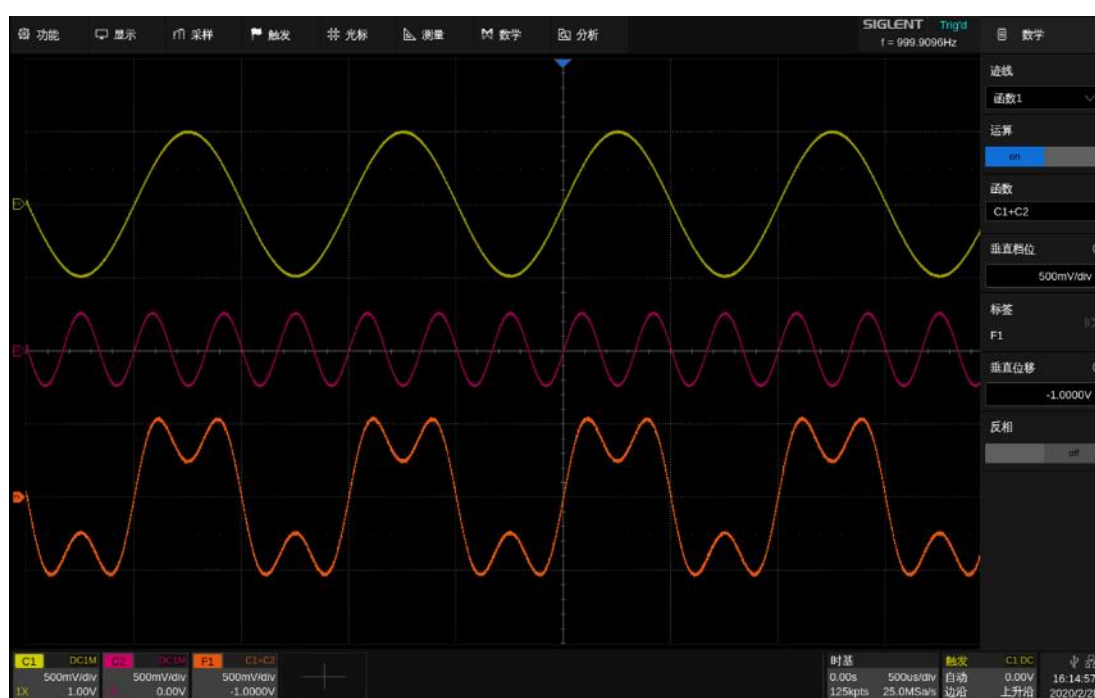 功能 显示 采样 触发 光标 测量 数学 分析
SIGLENT Trig'd
f = 999.9096Hz
数学
迹线
函数1
运算
on
函数
C1+C2
垂直档位
500mV/div
标签
F1
垂直位移
-1.0000V
反相
off
C1 DC1M C2 DC1M F1 C1+C2
500mV/div 500mV/div 500mV/div
1X 1.00V 1X 0.00V -1.0000V
时基 触发 C1 DC
0.00s 500us/div 自动 0.00V 16:14:57
125kpts 25.0MSa/s 边沿 上升沿